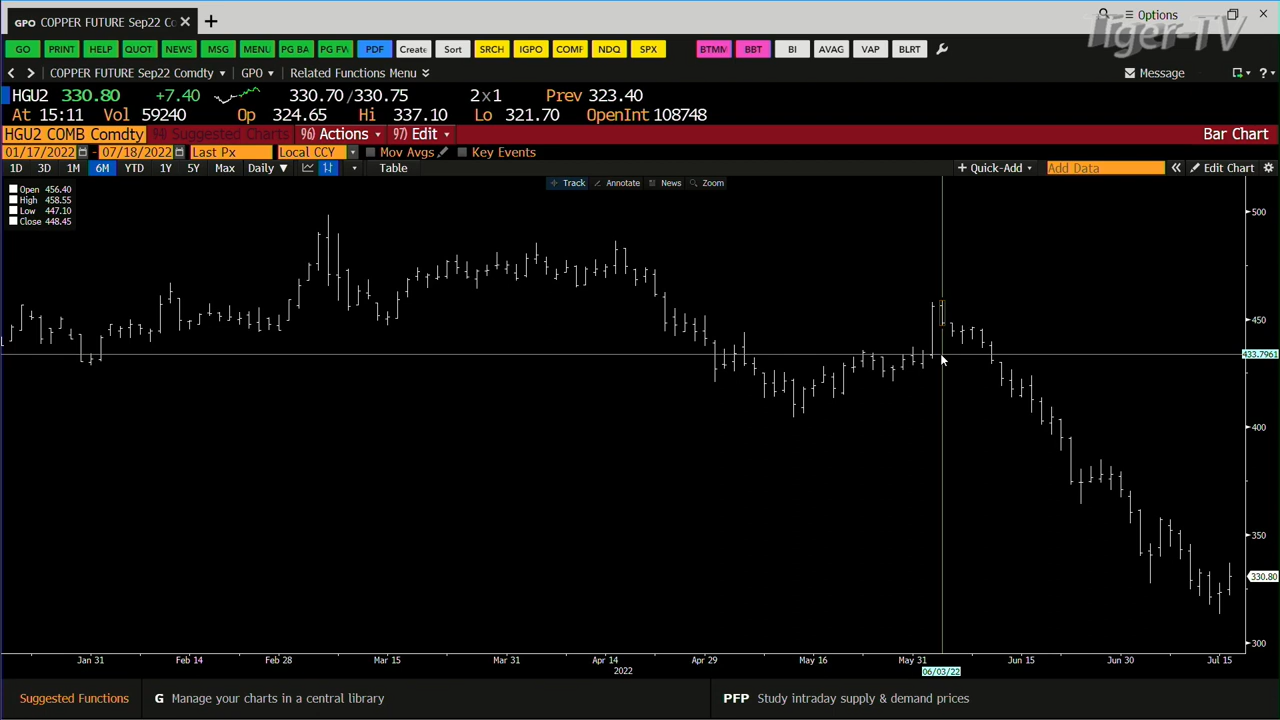 GPO COPPER FUTURE Sep22 Co
Options
Tiger-TV
GO PRINT HELP QUOT NEWS MSG MENU PG BA PG FW PDF Create Sort SRCH IGPO COMF NDQ SPX BTMM BBT BI AVAG VAP BLRT
COPPER FUTURE Sep22 Comdty GPO Related Functions Menu Message ?
HGU2 330.80 +7.40 330.70/330.75 2x1 Prev 323.40
At 15:11 Vol 59240 Op 324.65 Hi 337.10 Lo 321.70 OpenInt 108748
HGU2 COMB Comdty 94) Suggested Charts 96) Actions 97) Edit Bar Chart
01/17/2022 - 07/18/2022 Last Px Local CCY Mov Avgs Key Events
1D 3D 1M 6M YTD 1Y 5Y Max Daily Table + Quick-Add Add Data Edit Chart
Track Annotate News Zoom
Open 456.40
High 458.55
Low 447.10
Close 448.45
500
450
433.7961
400
350
330.80
300
Jan 31 Feb 14 Feb 28 Mar 15 Mar 31 Apr 14 Apr 29 May 16 May 31 Jun 15 Jun 30 Jul 15
2022 06/03/22
Suggested Functions G Manage your charts in a central library PFP Study intraday supply & demand prices